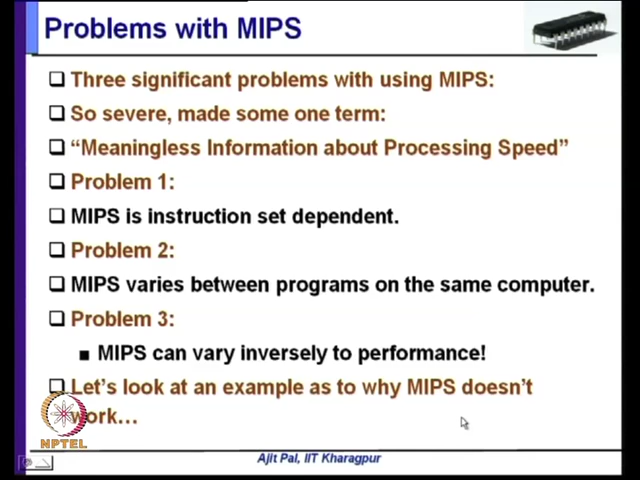 Problems with MIPS
Three significant problems with using MIPS:
So severe, made some one term:
“Meaningless Information about Processing Speed”
Problem 1:
MIPS is instruction set dependent.
Problem 2:
MIPS varies between programs on the same computer.
Problem 3:
MIPS can vary inversely to performance!
Let’s look at an example as to why MIPS doesn’t
work…
NPTEL
Ajit Pal, IIT Kharagpur